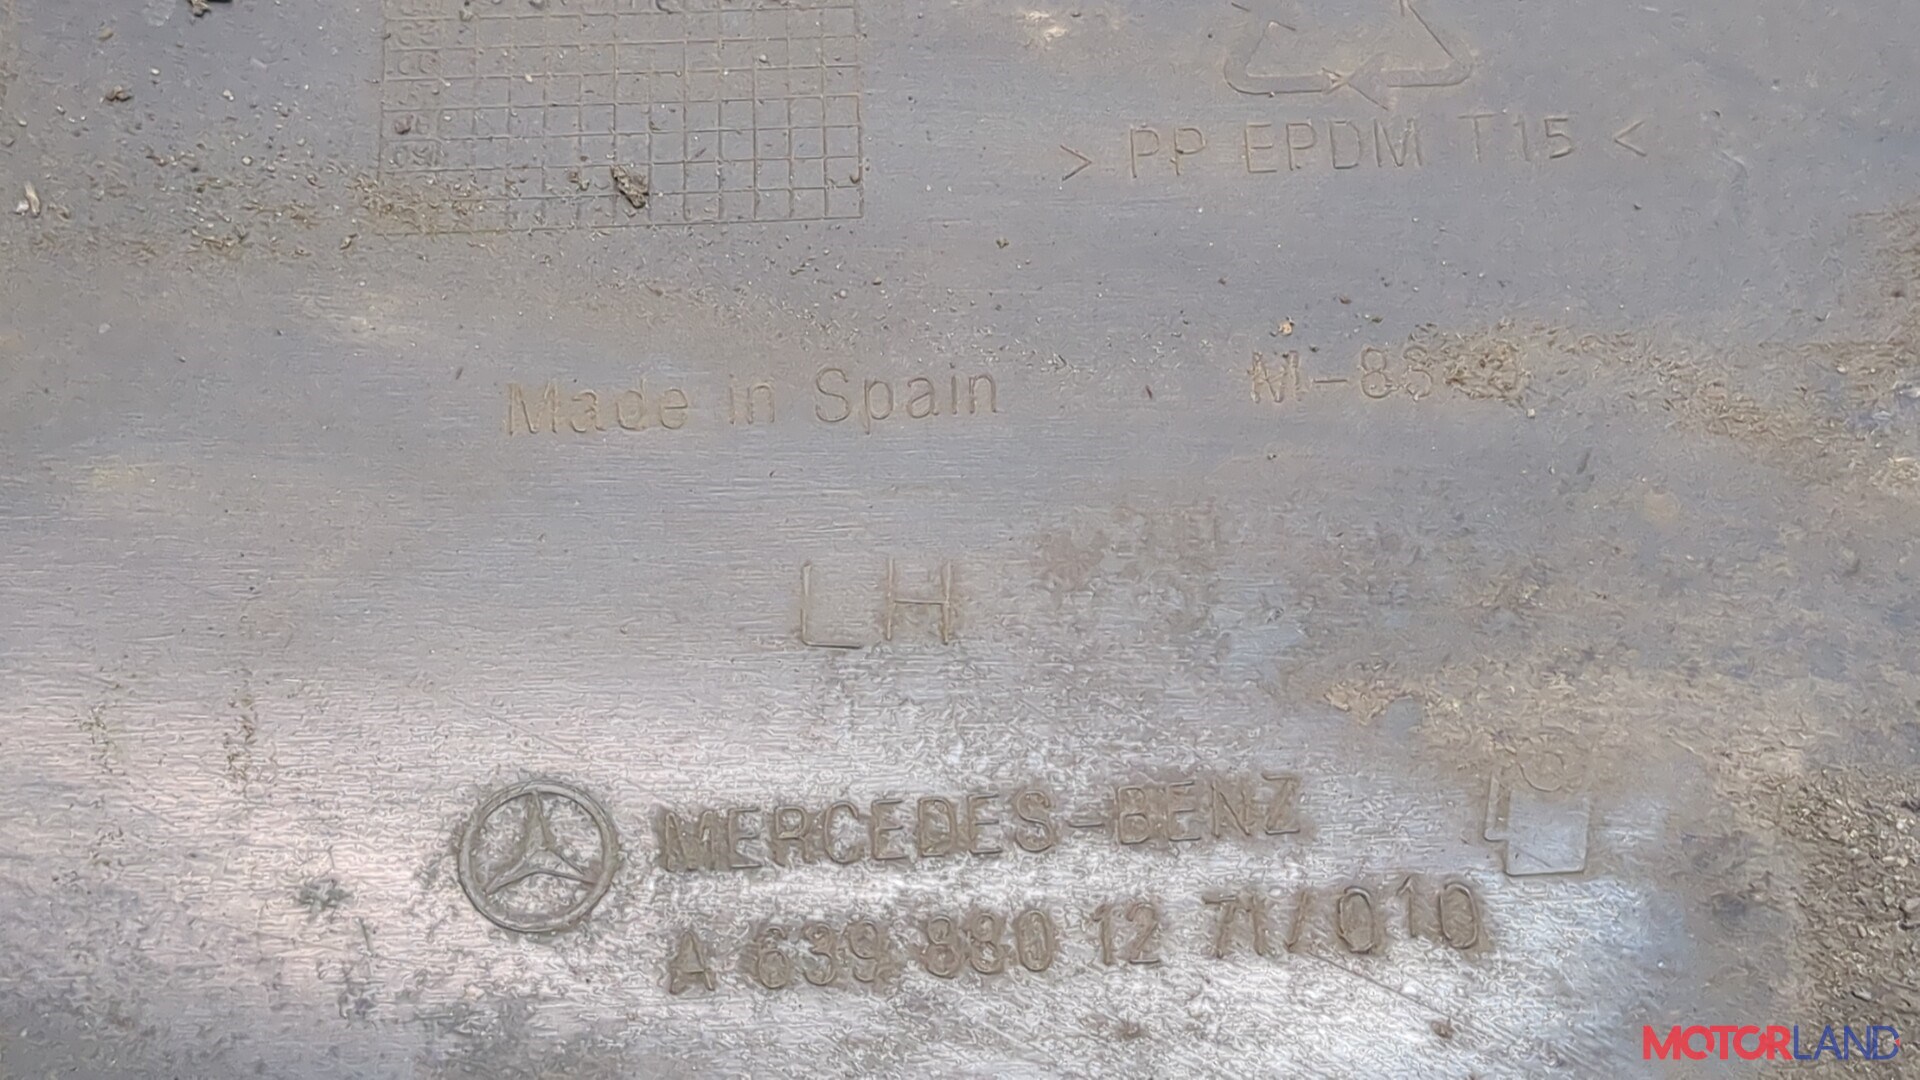 > PP EPDM T15 <
Made in Spain
LH
MERCEDES-BENZ
A 639 880 12 71/010
MOTORLAND